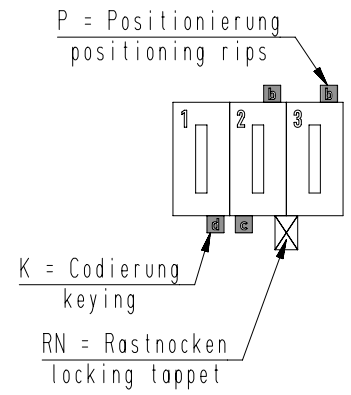 P = Positionierung
positioning rips
b b
1 2 3
d c
K = Codierung
keying
RN = Rastnocken
locking tappet